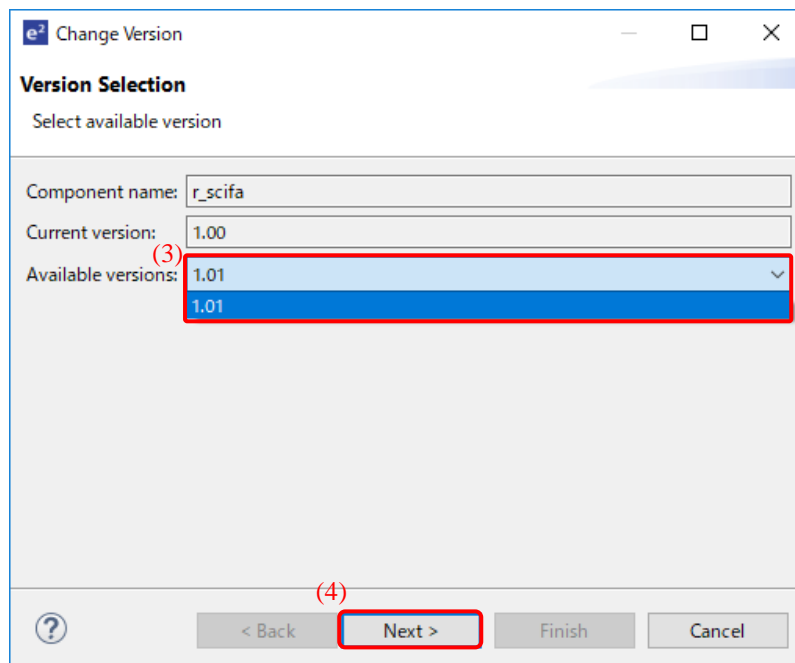 e² Change Version
Version Selection
Select available version
Component name: r_scifa
Current version: 1.00
(3)
Available versions: 1.01
1.01
(4)
? < Back Next > Finish Cancel